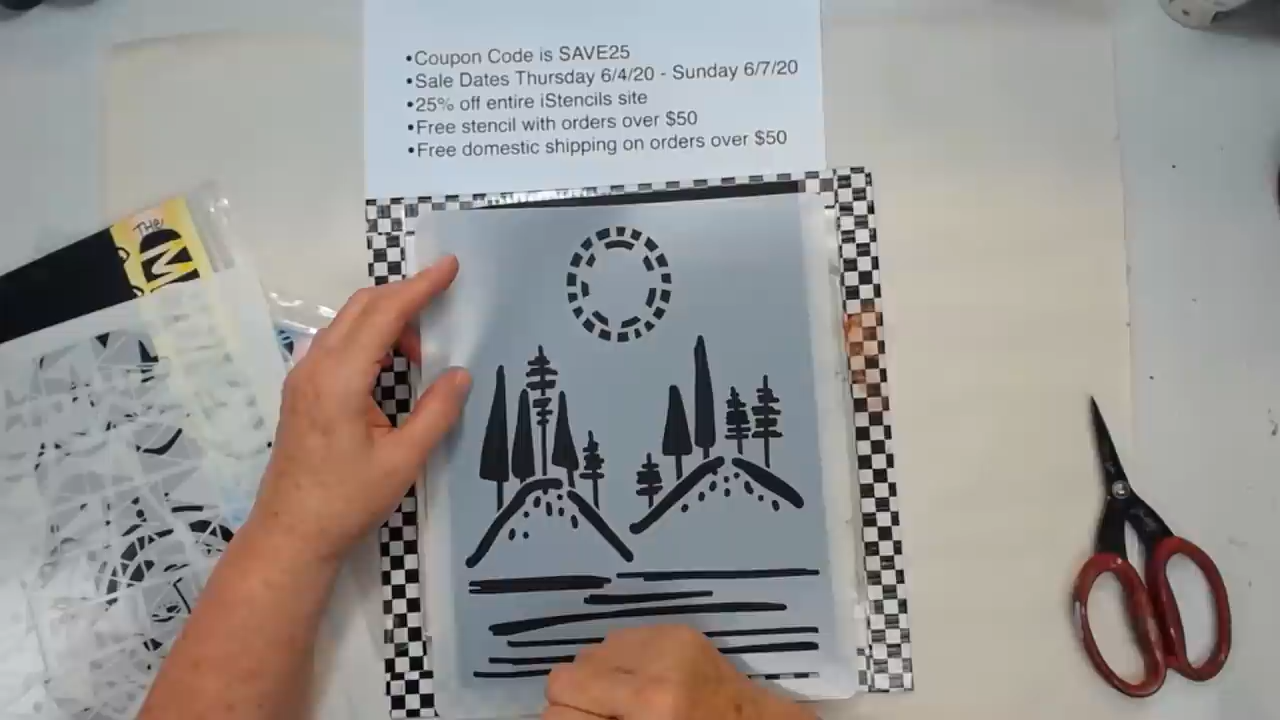 •Coupon Code is SAVE25
•Sale Dates Thursday 6/4/20 - Sunday 6/7/20
•25% off entire iStencils site
•Free stencil with orders over $50
•Free domestic shipping on orders over $50
THE
M